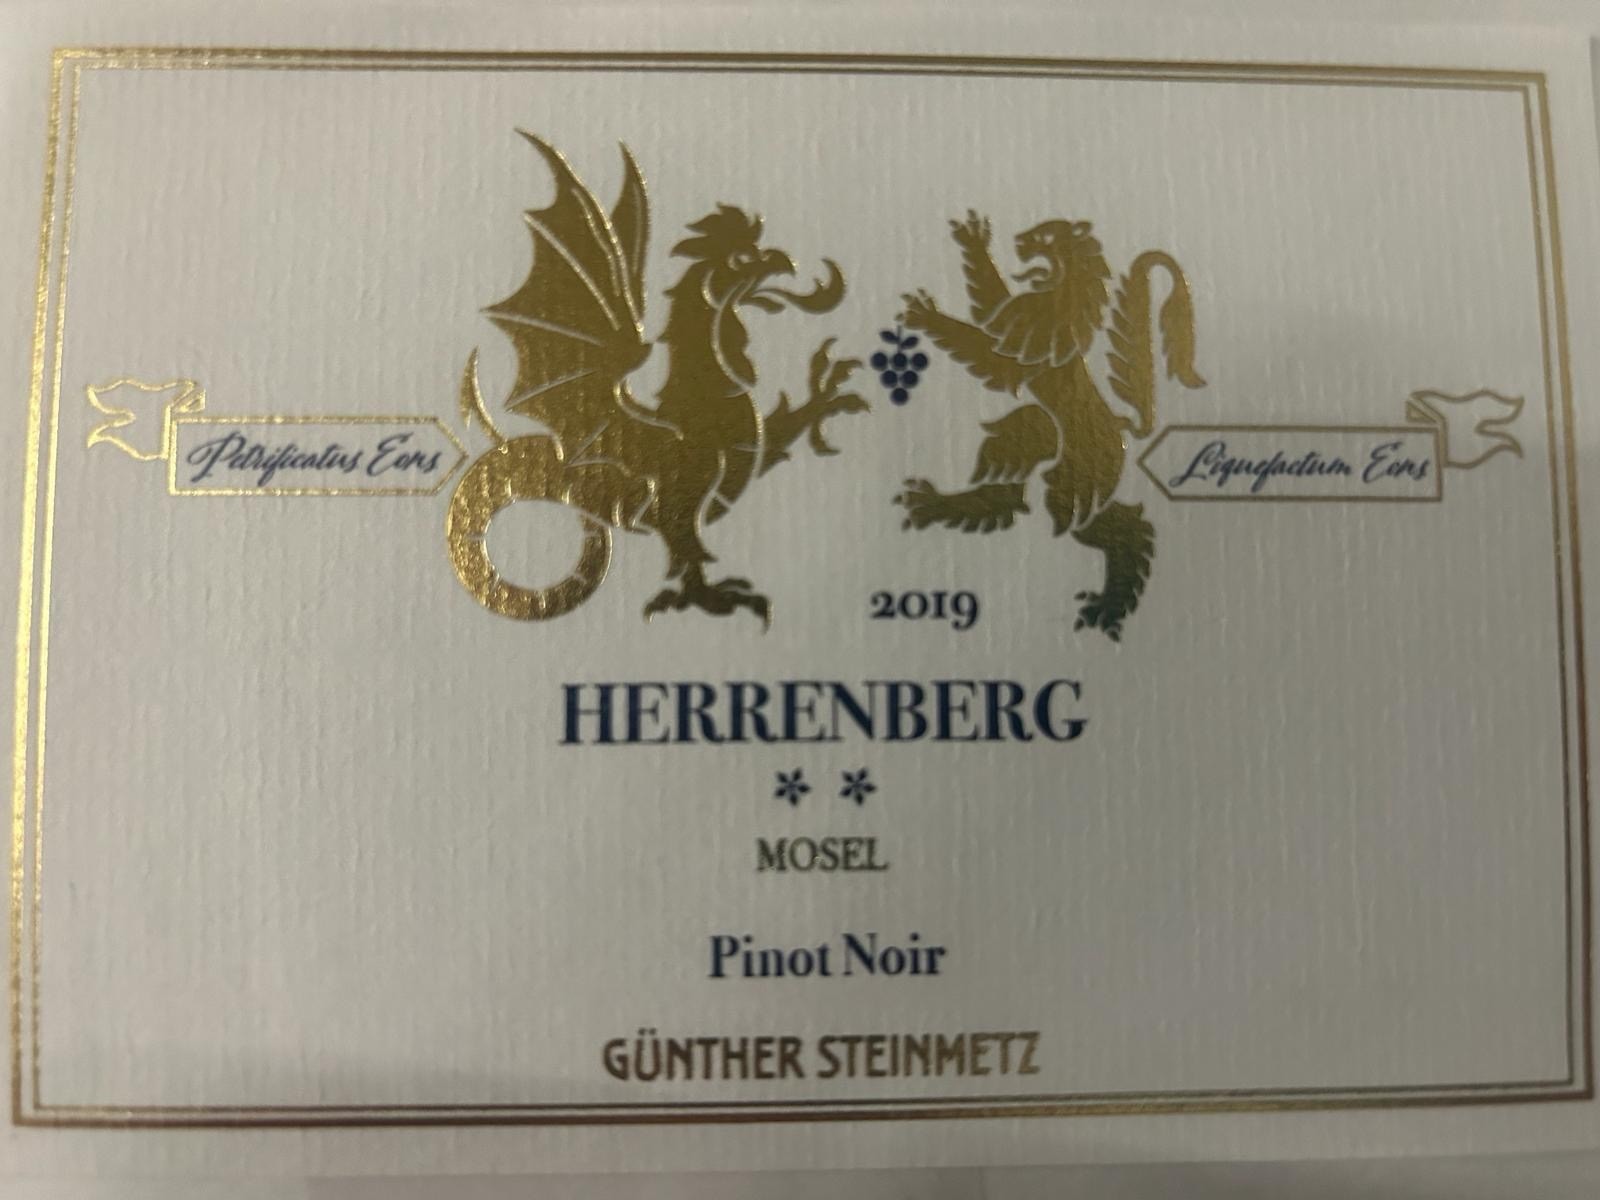 Petrificatus Eons
Liquefactum Eons
2019
HERRENBERG
* *
MOSEL
Pinot Noir
GÜNTHER STEINMETZ